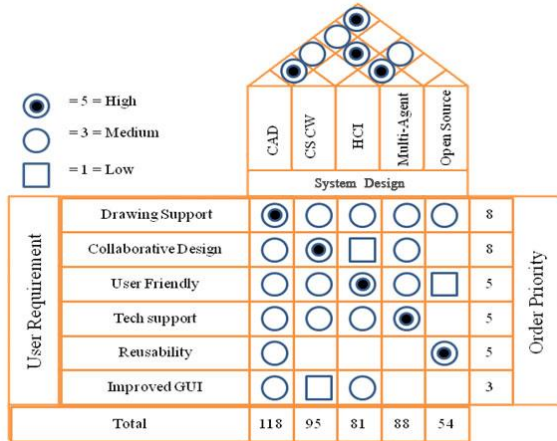 = 5 = High
= 3 = Medium
= 1 = Low
CAD
CS CW
HCI
Multi-Agent
Open Source
System Design
User Requirement
Order Priority
Drawing Support 8
Collaborative Design 8
User Friendly 5
Tech support 5
Reusability 5
Improved GUI 3
Total 118 95 81 88 54